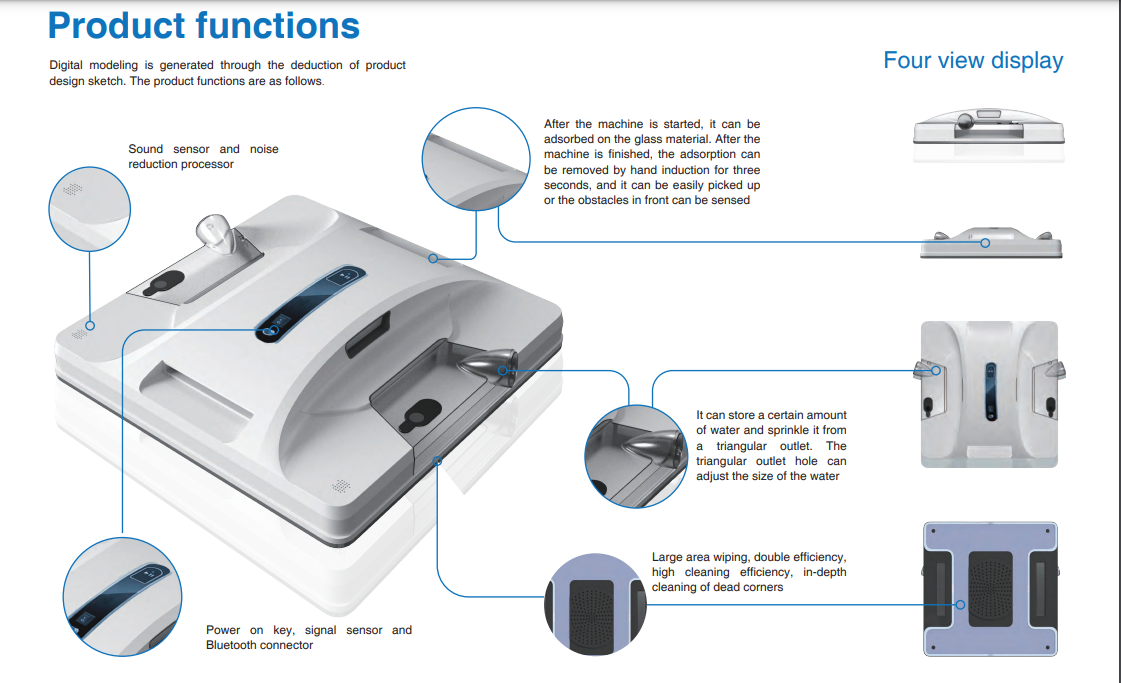 Product functions
Digital modeling is generated through the deduction of product
design sketch. The product functions are as follows.
Four view display
Sound sensor and noise
reduction processor
After the machine is started, it can be
adsorbed on the glass material. After the
machine is finished, the adsorption can
be removed by hand induction for three
seconds, and it can be easily picked up
or the obstacles in front can be sensed
It can store a certain amount
of water and sprinkle it from
a triangular outlet. The
triangular outlet hole can
adjust the size of the water
Large area wiping, double efficiency,
high cleaning efficiency, in-depth
cleaning of dead corners
Power on key, signal sensor and
Bluetooth connector